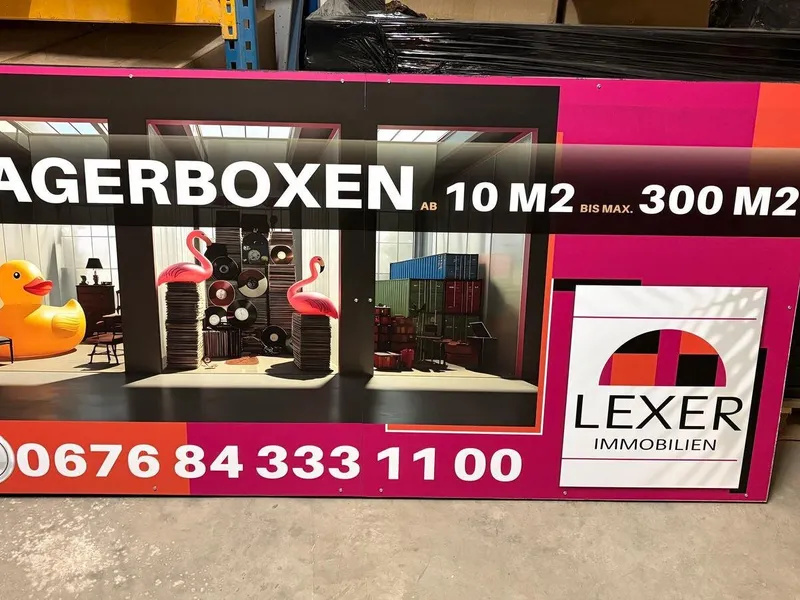 AGERBOXEN AB 10 M2 BIS MAX. 300 M2
0676 84 333 11 00
LEXER
IMMOBILIEN